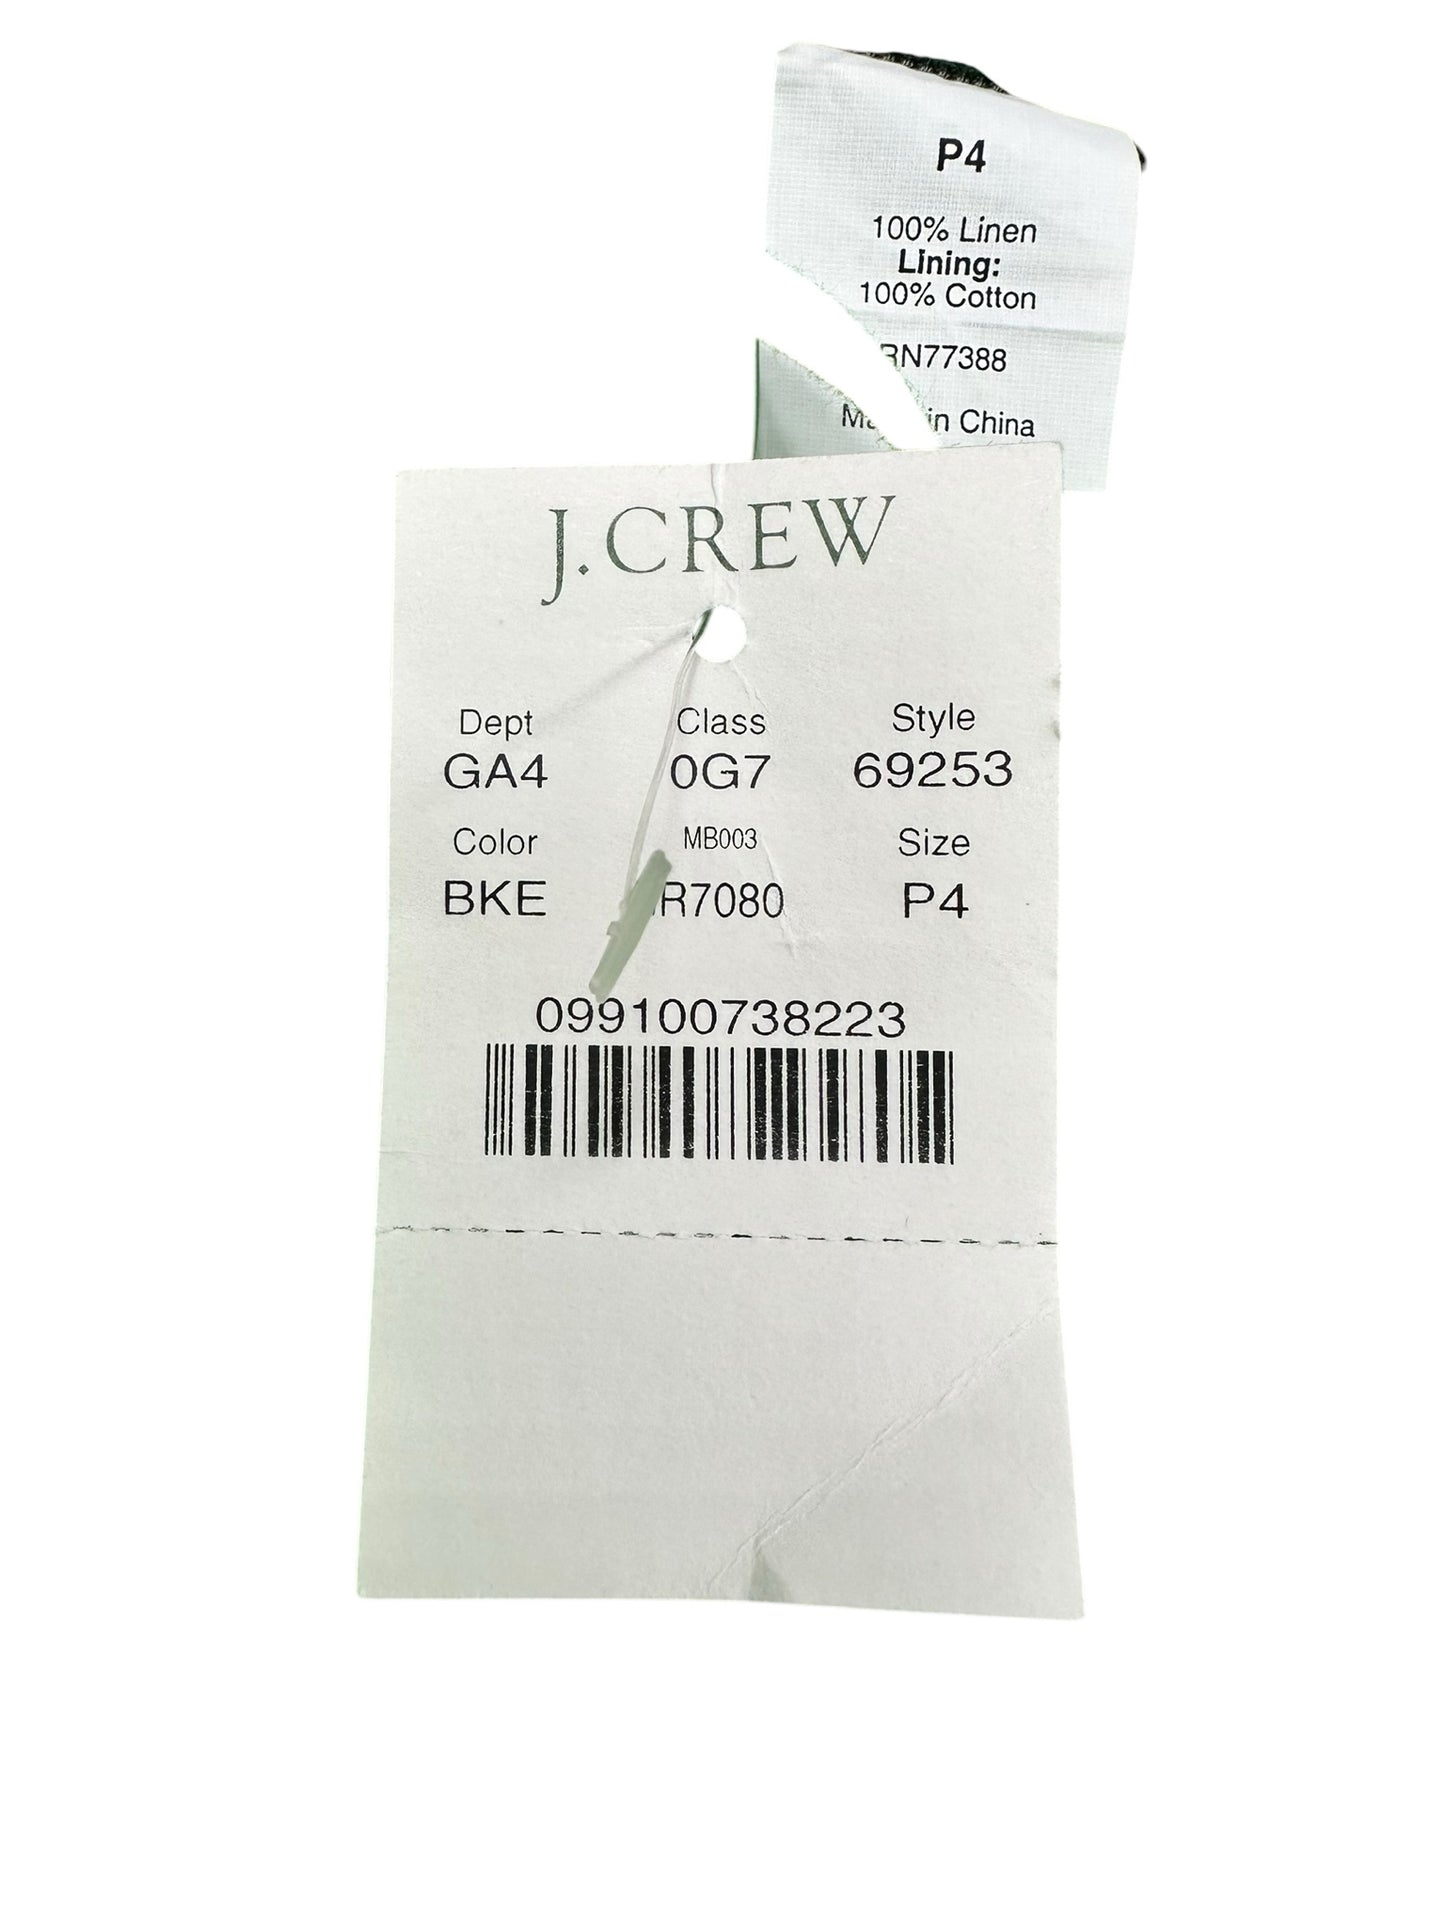 P4
100% Linen
Lining:
100% Cotton
RN77388
in China
J.CREW
Dept Class Style
GA4 0G7 69253
Color MB003 Size
BKE R7080 P4
099100738223